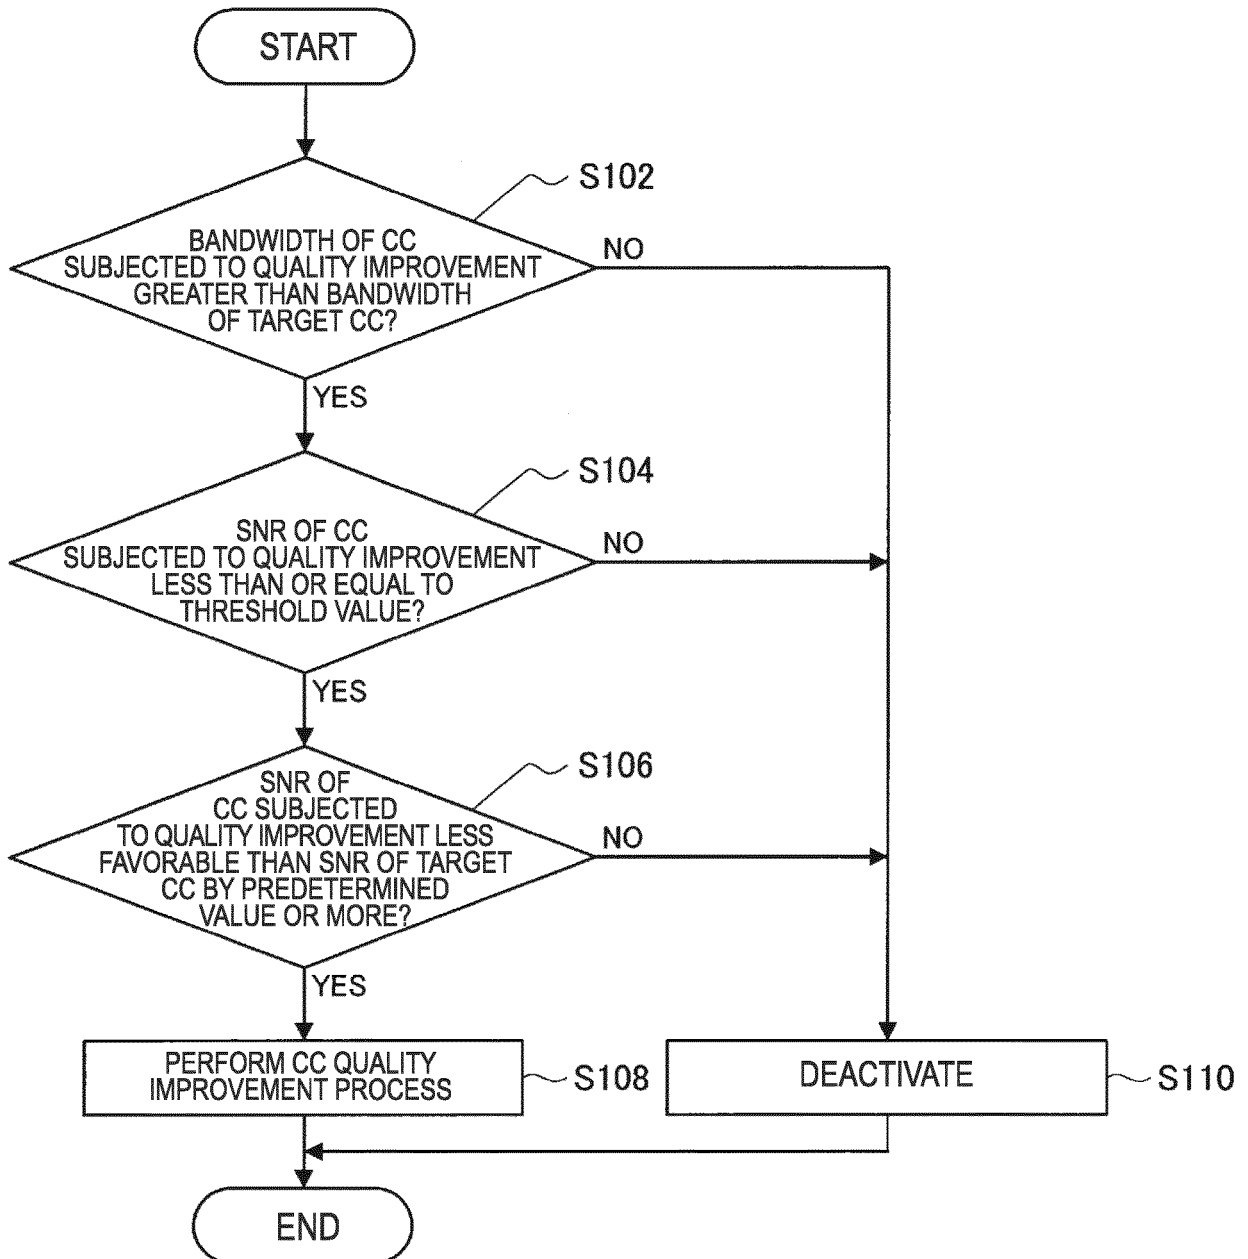 START
S102
BANDWIDTH OF CC
SUBJECTED TO QUALITY IMPROVEMENT
GREATER THAN BANDWIDTH
OF TARGET CC?
NO
YES
S104
SNR OF CC
SUBJECTED TO QUALITY IMPROVEMENT
LESS THAN OR EQUAL TO
THRESHOLD VALUE?
NO
YES
S106
SNR OF
CC SUBJECTED
TO QUALITY IMPROVEMENT LESS
FAVORABLE THAN SNR OF TARGET
CC BY PREDETERMINED
VALUE OR MORE?
NO
YES
PERFORM CC QUALITY
IMPROVEMENT PROCESS
S108
DEACTIVATE
S110
END